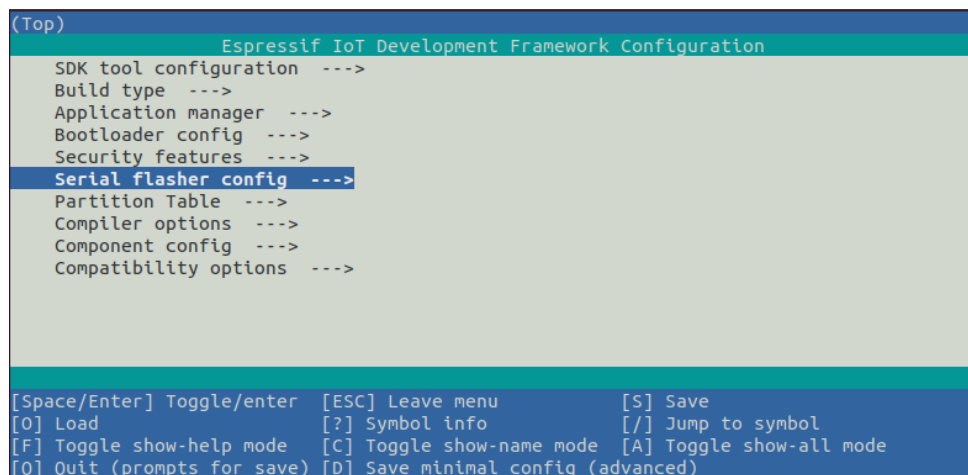 (Top)
Espressif IoT Development Framework Configuration
SDK tool configuration  --->
Build type  --->
Application manager  --->
Bootloader config  --->
Security features  --->
Serial flasher config  --->
Partition Table  --->
Compiler options  --->
Component config  --->
Compatibility options  --->
[Space/Enter] Toggle/enter  [ESC] Leave menu           [S] Save
[O] Load                    [?] Symbol info            [/] Jump to symbol
[F] Toggle show-help mode   [C] Toggle show-name mode  [A] Toggle show-all mode
[Q] Quit (prompts for save) [D] Save minimal config (advanced)